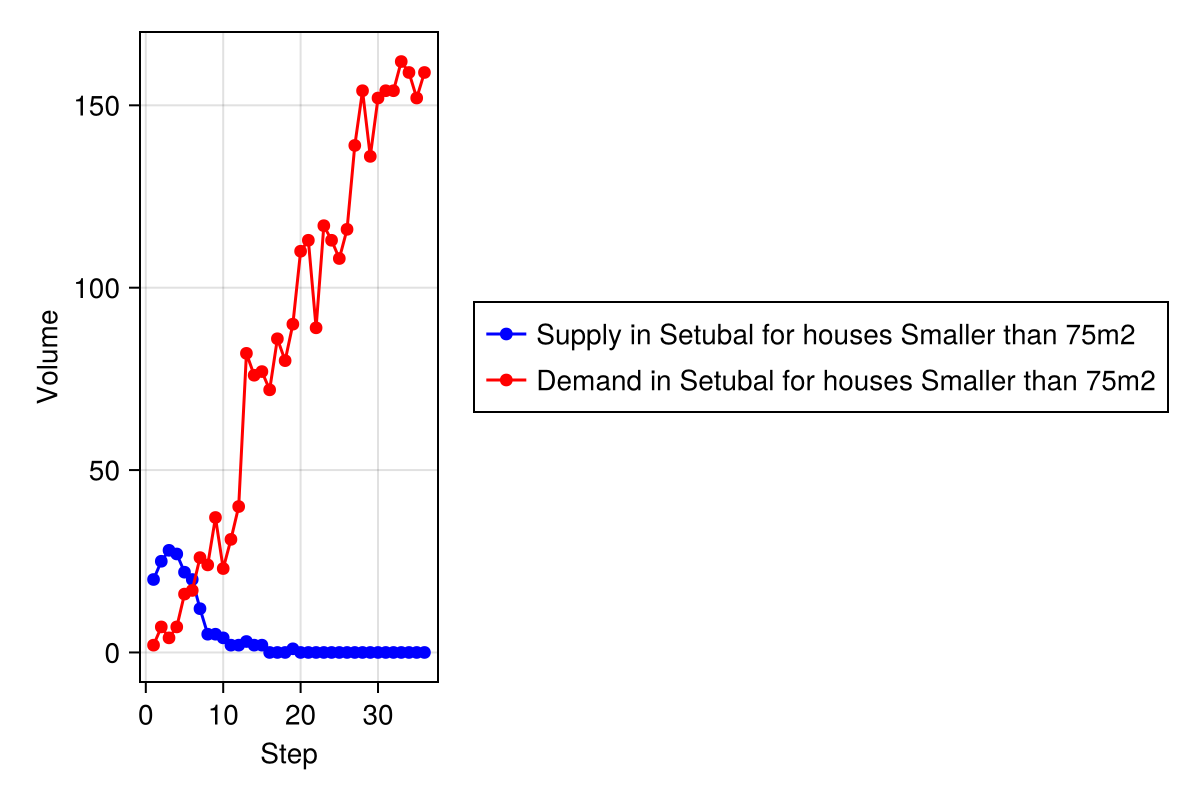 150
100
50
0
Volume
0 10 20 30
Step
Supply in Setubal for houses Smaller than 75m2
Demand in Setubal for houses Smaller than 75m2